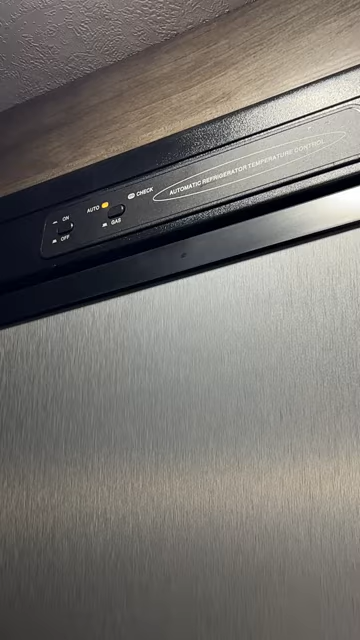 ON
OFF
AUTO
GAS
CHECK
AUTOMATIC REFRIGERATOR TEMPERATURE CONTROL